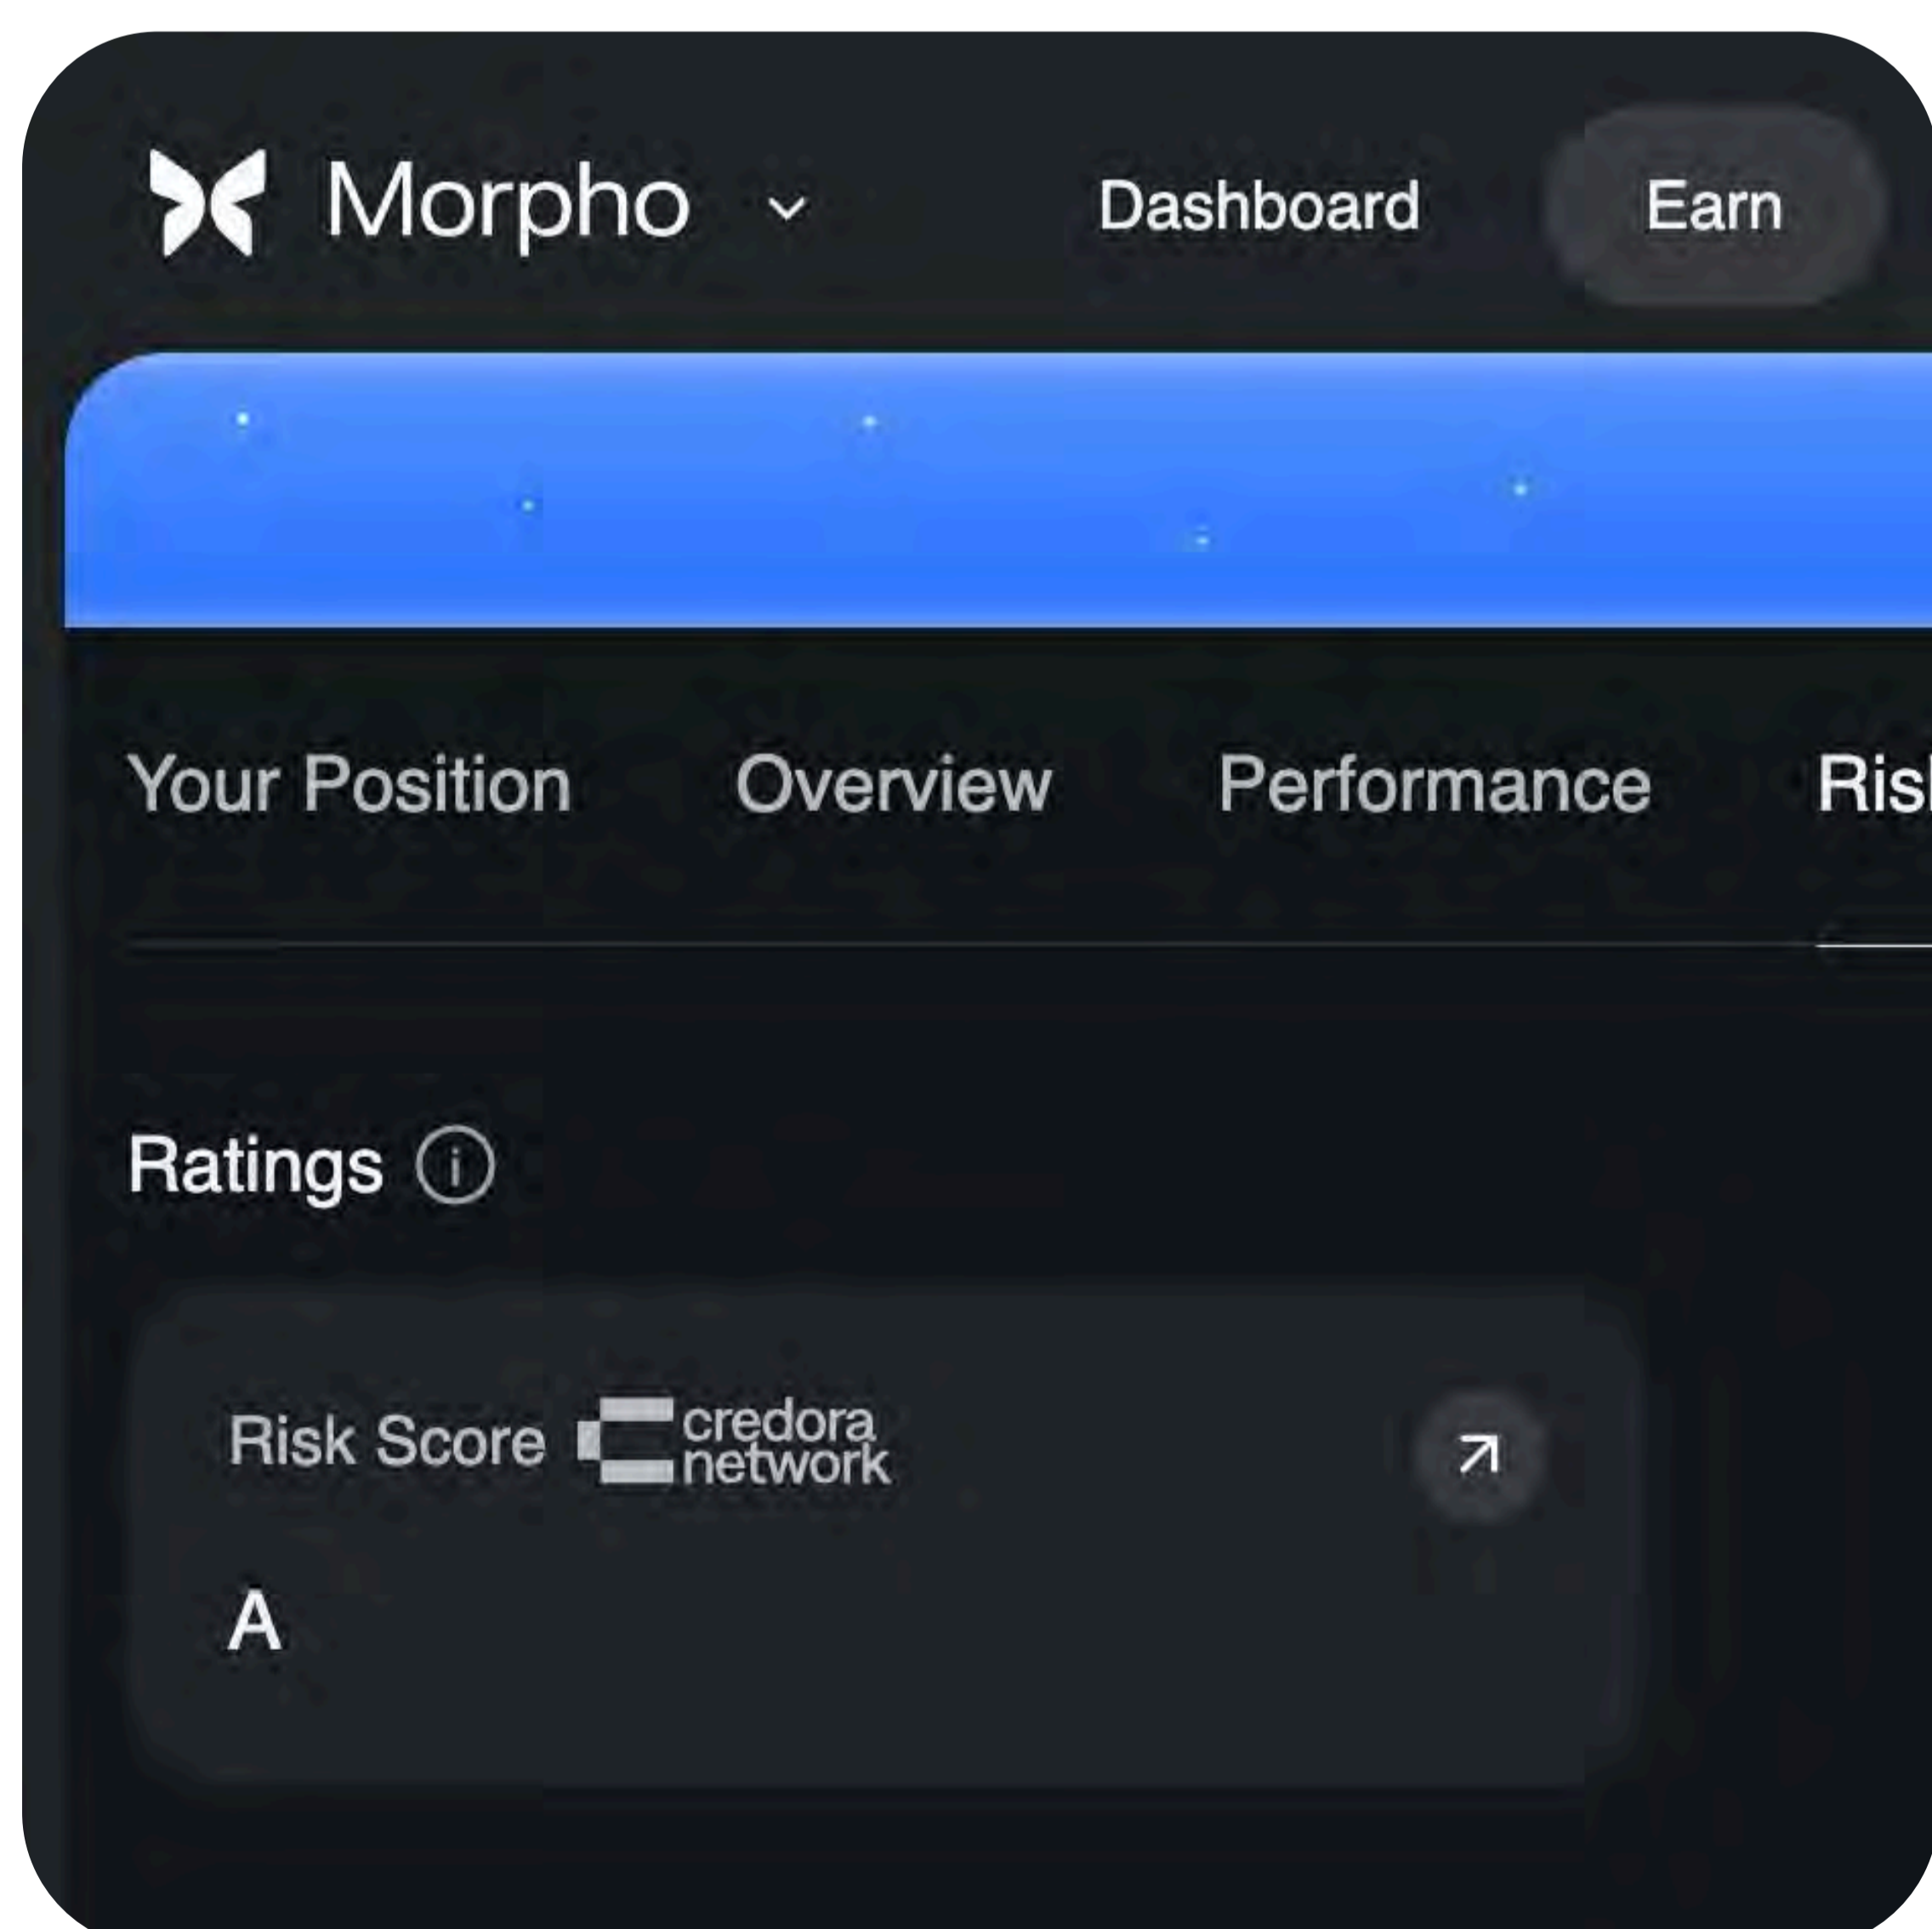 Morpho Dashboard Earn
Your Position Overview Performance
Ratings
Risk Score credora
network
A